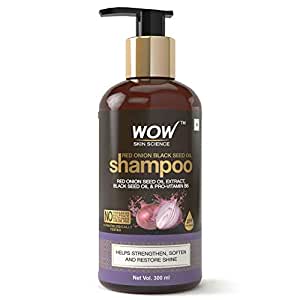 WOW™
SKIN SCIENCE
RED ONION BLACK SEED OIL
shampoo
RED ONION SEED OIL EXTRACT,
BLACK SEED OIL & PRO-VITAMIN B5
NO
HELPS STRENGTHEN, SOFTEN
AND RESTORE SHINE
Net Vol. 300 ml